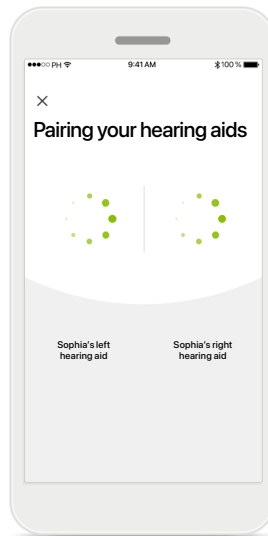 PH 9:41 AM 100 %
Pairing your hearing aids
Sophia's left
hearing aid
Sophia's right
hearing aid